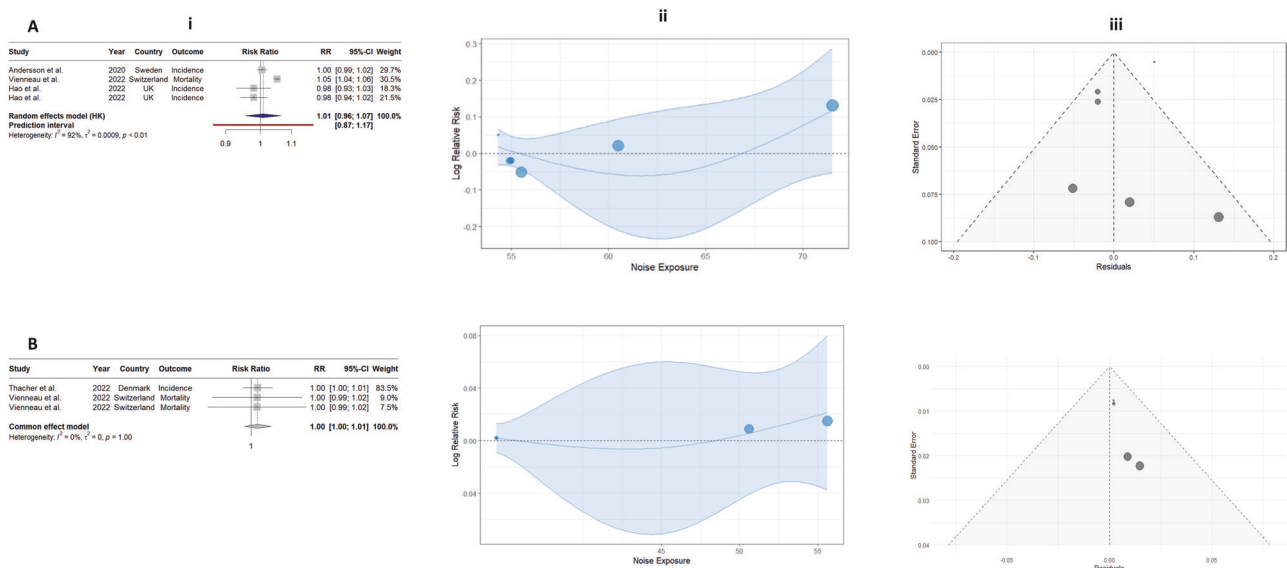 i
ii
iii
A
Study Year Country Outcome Risk Ratio RR 95%-CI Weight
Andersson et al. 2020 Sweden Incidence 1.00 [0.99; 1.02] 29.7%
Vienneau et al. 2022 Switzerland Mortality 1.05 [1.04; 1.06] 30.5%
Hao et al. 2022 UK Incidence 0.98 [0.93; 1.03] 18.3%
Hao et al. 2022 UK Incidence 0.98 [0.94; 1.02] 21.5%
Random effects model (HK) 1.01 [0.96; 1.07] 100.0%
Prediction interval [0.87; 1.17]
Heterogeneity: I² = 92%, τ² = 0.0009, p < 0.01
0.9 1 1.1
Log Relative Risk
0.3
0.2
0.1
0.0
-0.1
-0.2
55 60 65 70
Noise Exposure
Standard Error
0.000
0.025
0.050
0.075
0.100
-0.2 -0.1 0.0 0.1 0.2
Residuals
B
Study Year Country Outcome Risk Ratio RR 95%-CI Weight
Thacher et al. 2022 Denmark Incidence 1.00 [1.00; 1.01] 83.5%
Vienneau et al. 2022 Switzerland Mortality 1.00 [0.99; 1.02] 9.0%
Vienneau et al. 2022 Switzerland Mortality 1.00 [0.99; 1.02] 7.5%
Common effect model 1.00 [1.00; 1.01] 100.0%
Heterogeneity: I² = 0%, τ² = 0, p = 1.00
1
Log Relative Risk
0.08
0.04
0.00
-0.04
45 50 55
Noise Exposure
Standard Error
0.00
0.01
0.02
0.03
0.04
-0.05 0.00 0.05
Residuals